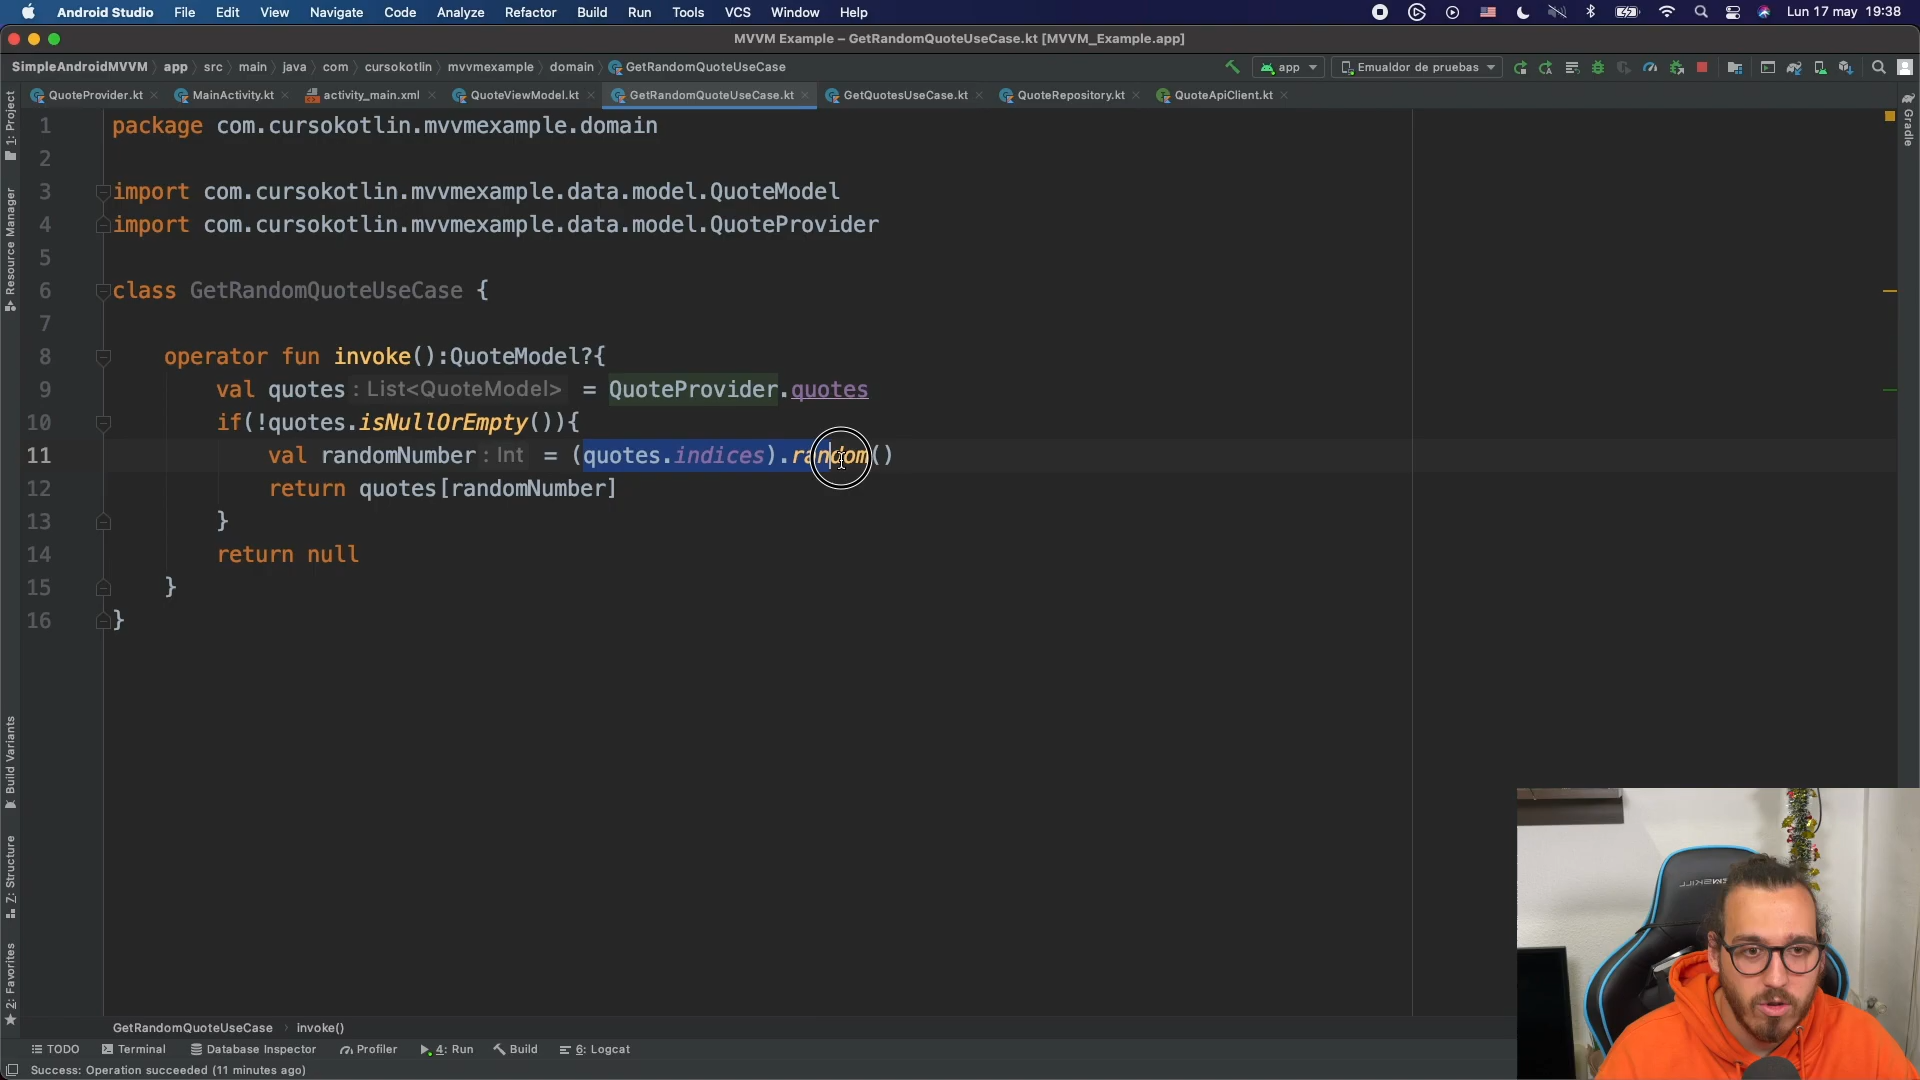 Android Studio File Edit View Navigate Code Analyze Refactor Build Run Tools VCS Window Help Lun 17 may 19:38
MVVM Example – GetRandomQuoteUseCase.kt [MVVM_Example.app]
SimpleAndroidMVVM app src main java com cursokotlin mvvmexample domain GetRandomQuoteUseCase app Emualdor de pruebas
QuoteProvider.kt MainActivity.kt activity_main.xml QuoteViewModel.kt GetRandomQuoteUseCase.kt GetQuotesUseCase.kt QuoteRepository.kt QuoteApiClient.kt
1: Project
Resource Manager
Build Variants
Z: Structure
2: Favorites
Gradle
1 package com.cursokotlin.mvvmexample.domain
2
3 import com.cursokotlin.mvvmexample.data.model.QuoteModel
4 import com.cursokotlin.mvvmexample.data.model.QuoteProvider
5
6 class GetRandomQuoteUseCase {
7
8 operator fun invoke():QuoteModel?{
9 val quotes : List<QuoteModel> = QuoteProvider.quotes
10 if(!quotes.isNullOrEmpty()){
11 val randomNumber : Int = (quotes.indices).random()
12 return quotes[randomNumber]
13 }
14 return null
15 }
16 }
GetRandomQuoteUseCase invoke()
TODO Terminal Database Inspector Profiler 4: Run Build 6: Logcat
Success: Operation succeeded (11 minutes ago)